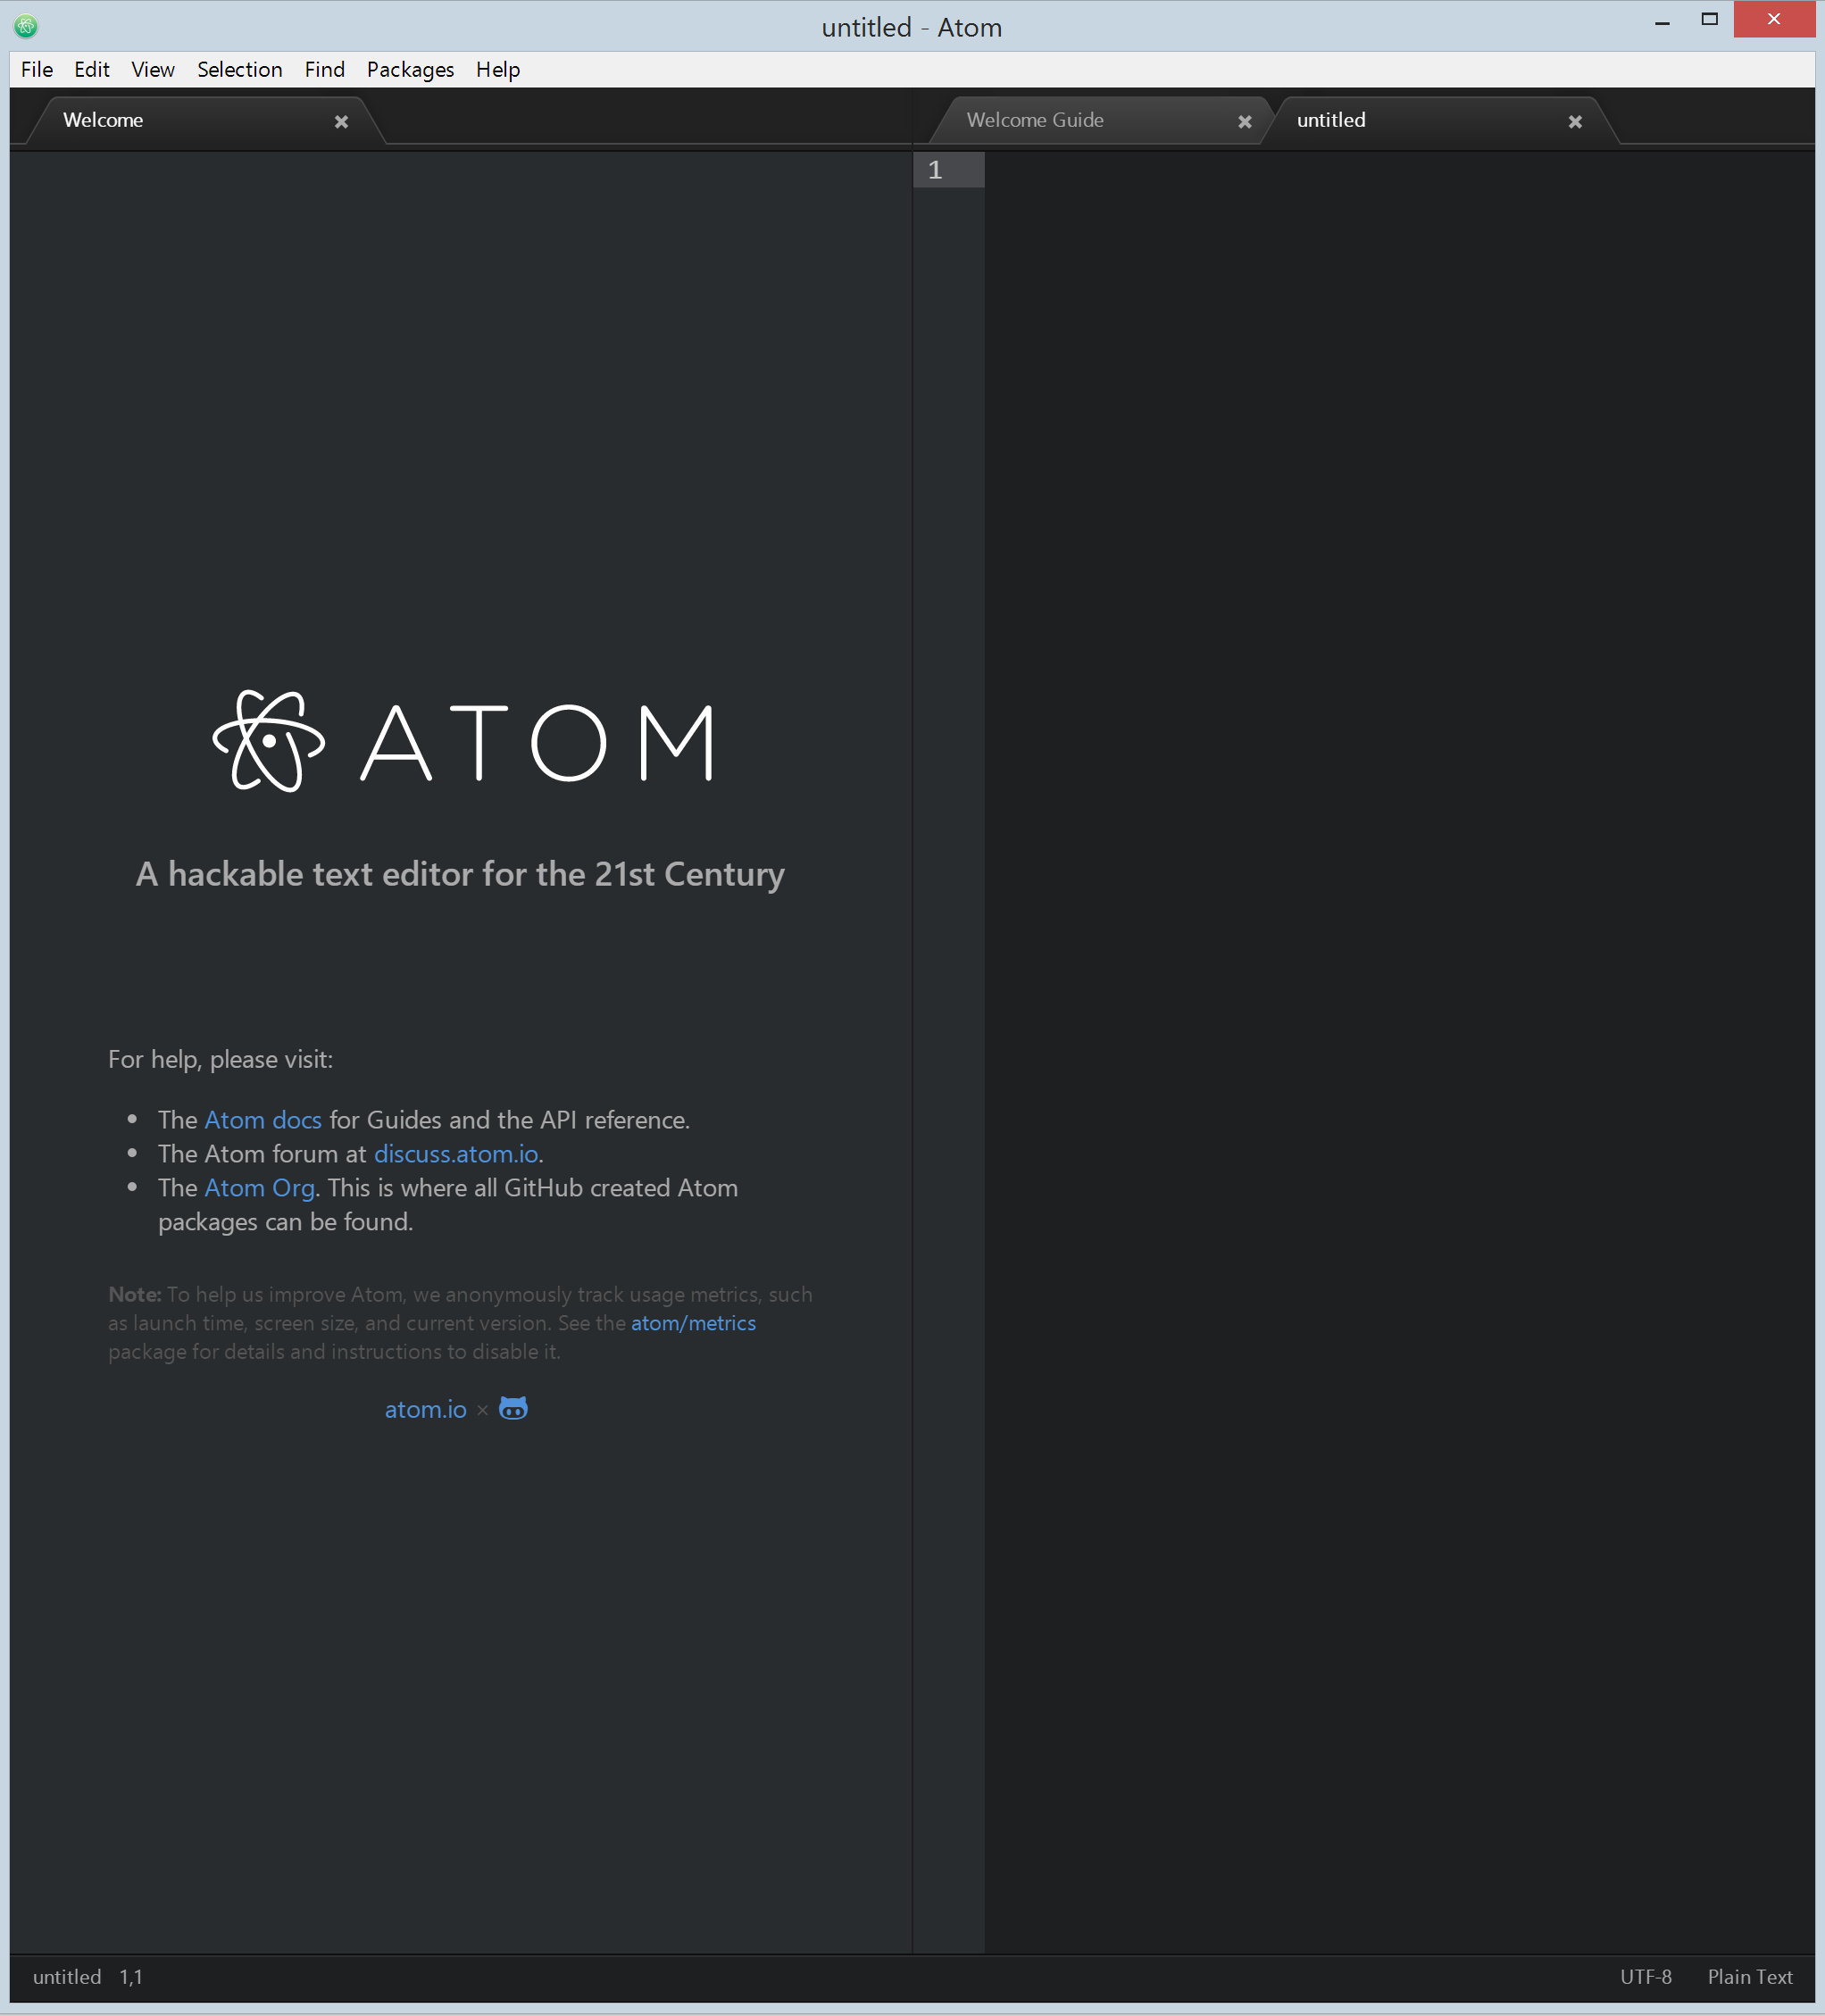 untitled - Atom
File Edit View Selection Find Packages Help
Welcome
Welcome Guide
untitled
1
ATOM
A hackable text editor for the 21st Century
For help, please visit:
• The Atom docs for Guides and the API reference.
• The Atom forum at discuss.atom.io.
• The Atom Org. This is where all GitHub created Atom
packages can be found.
Note: To help us improve Atom, we anonymously track usage metrics, such
as launch time, screen size, and current version. See the atom/metrics
package for details and instructions to disable it.
atom.io ×
untitled 1,1
UTF-8 Plain Text